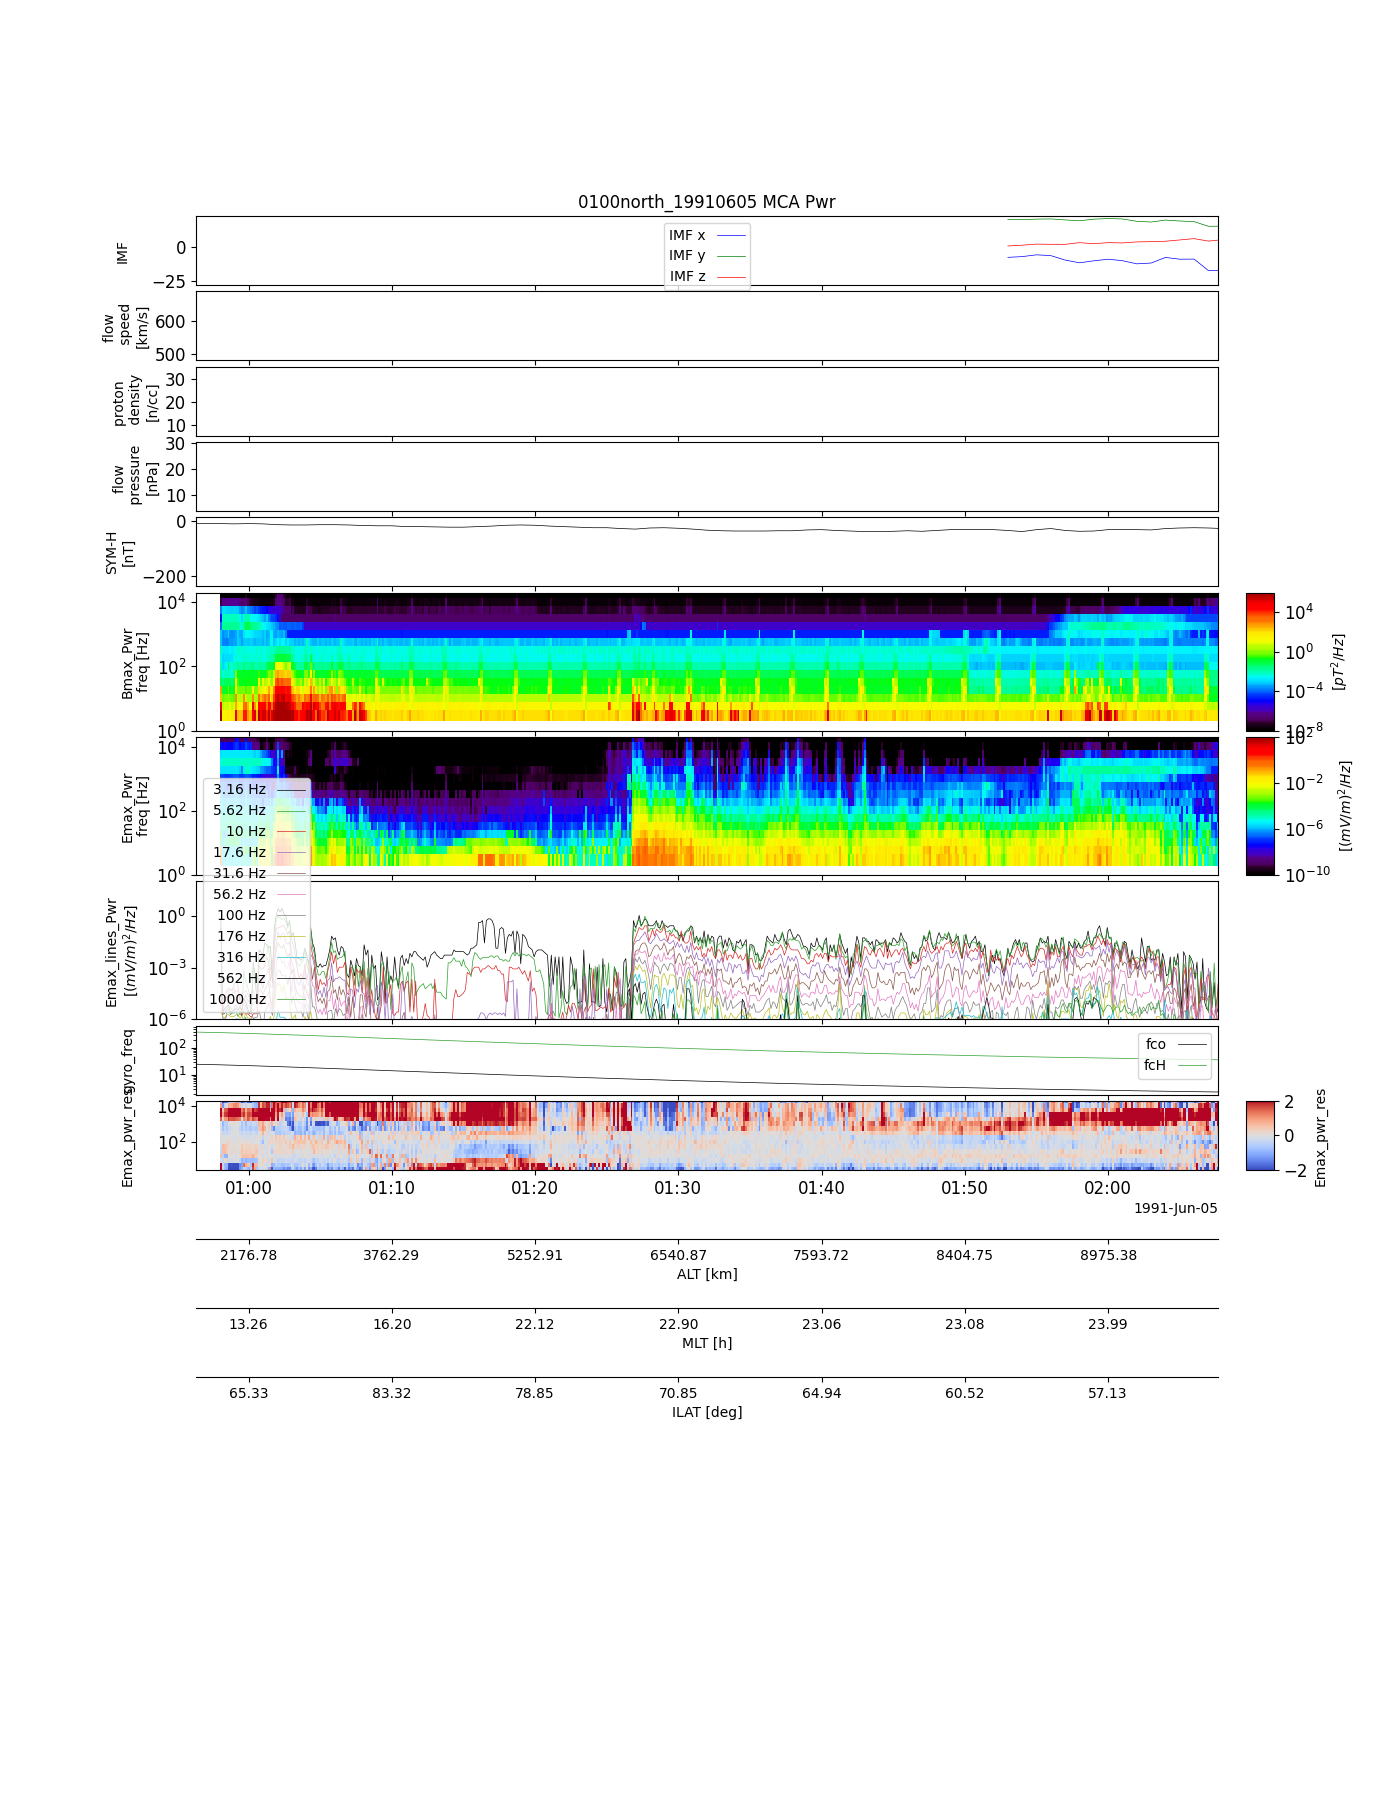 0100north_19910605 MCA Pwr
IMF
0
−25
IMF x
IMF y
IMF z
flow
speed
[km/s]
600
500
proton
density
[n/cc]
30
20
10
flow
pressure
[nPa]
30
20
10
SYM-H
[nT]
0
−200
Bmax_Pwr
freq [Hz]
10^4
10^2
10^0
10^4
10^0
10^−4
10^−8
[pT^2/Hz]
Emax_Pwr
freq [Hz]
10^4
10^2
10^0
10^2
10^−2
10^−6
10^−10
[(mV/m)^2/Hz]
3.16 Hz
5.62 Hz
10 Hz
17.6 Hz
31.6 Hz
56.2 Hz
100 Hz
176 Hz
316 Hz
562 Hz
1000 Hz
Emax_lines_Pwr
[(mV/m)^2/Hz]
10^0
10^−3
10^−6
gyro_freq
10^2
10^1
fco
fcH
Emax_pwr_res
10^4
10^2
2
0
−2
Emax_pwr_res
01:00 01:10 01:20 01:30 01:40 01:50 02:00
1991-Jun-05
2176.78 3762.29 5252.91 6540.87 7593.72 8404.75 8975.38
ALT [km]
13.26 16.20 22.12 22.90 23.06 23.08 23.99
MLT [h]
65.33 83.32 78.85 70.85 64.94 60.52 57.13
ILAT [deg]